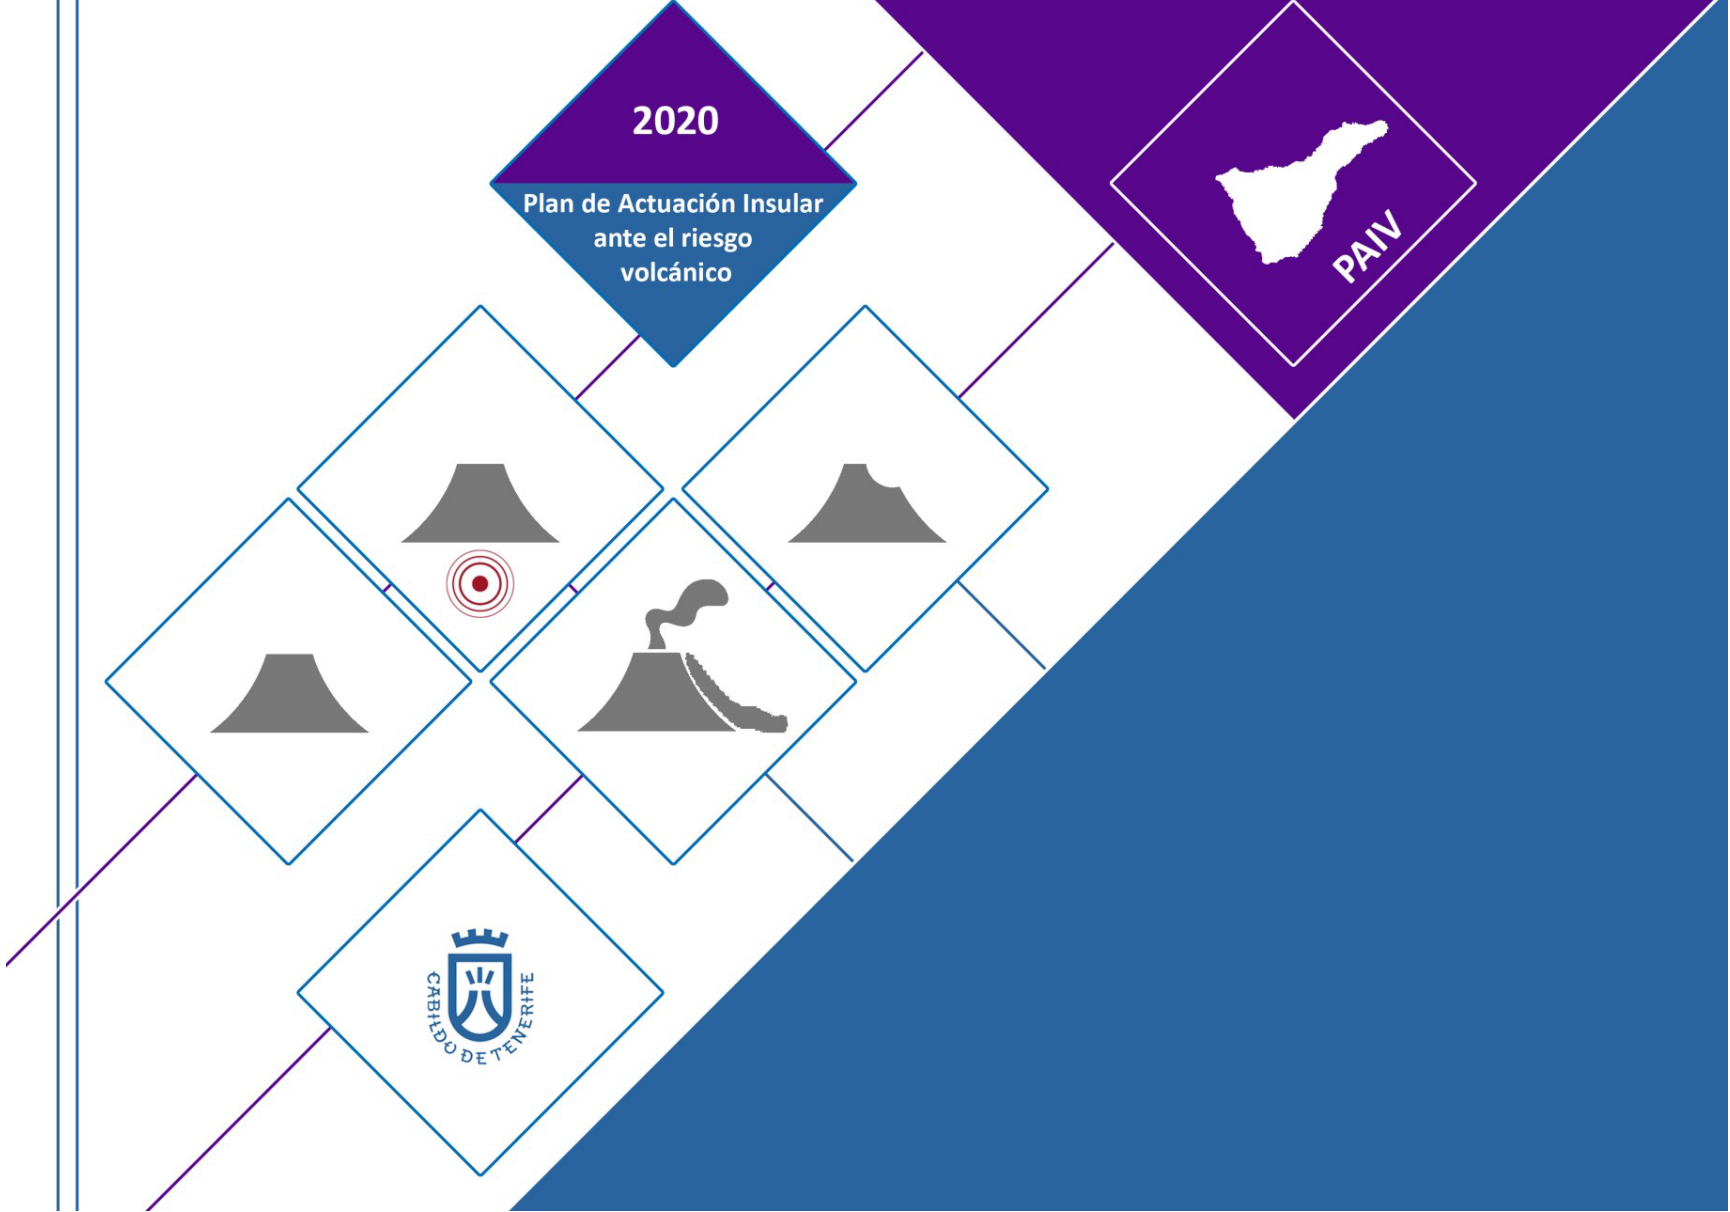 2020
Plan de Actuación Insular
ante el riesgo
volcánico
PAIV
CABILDO DE TENERIFE